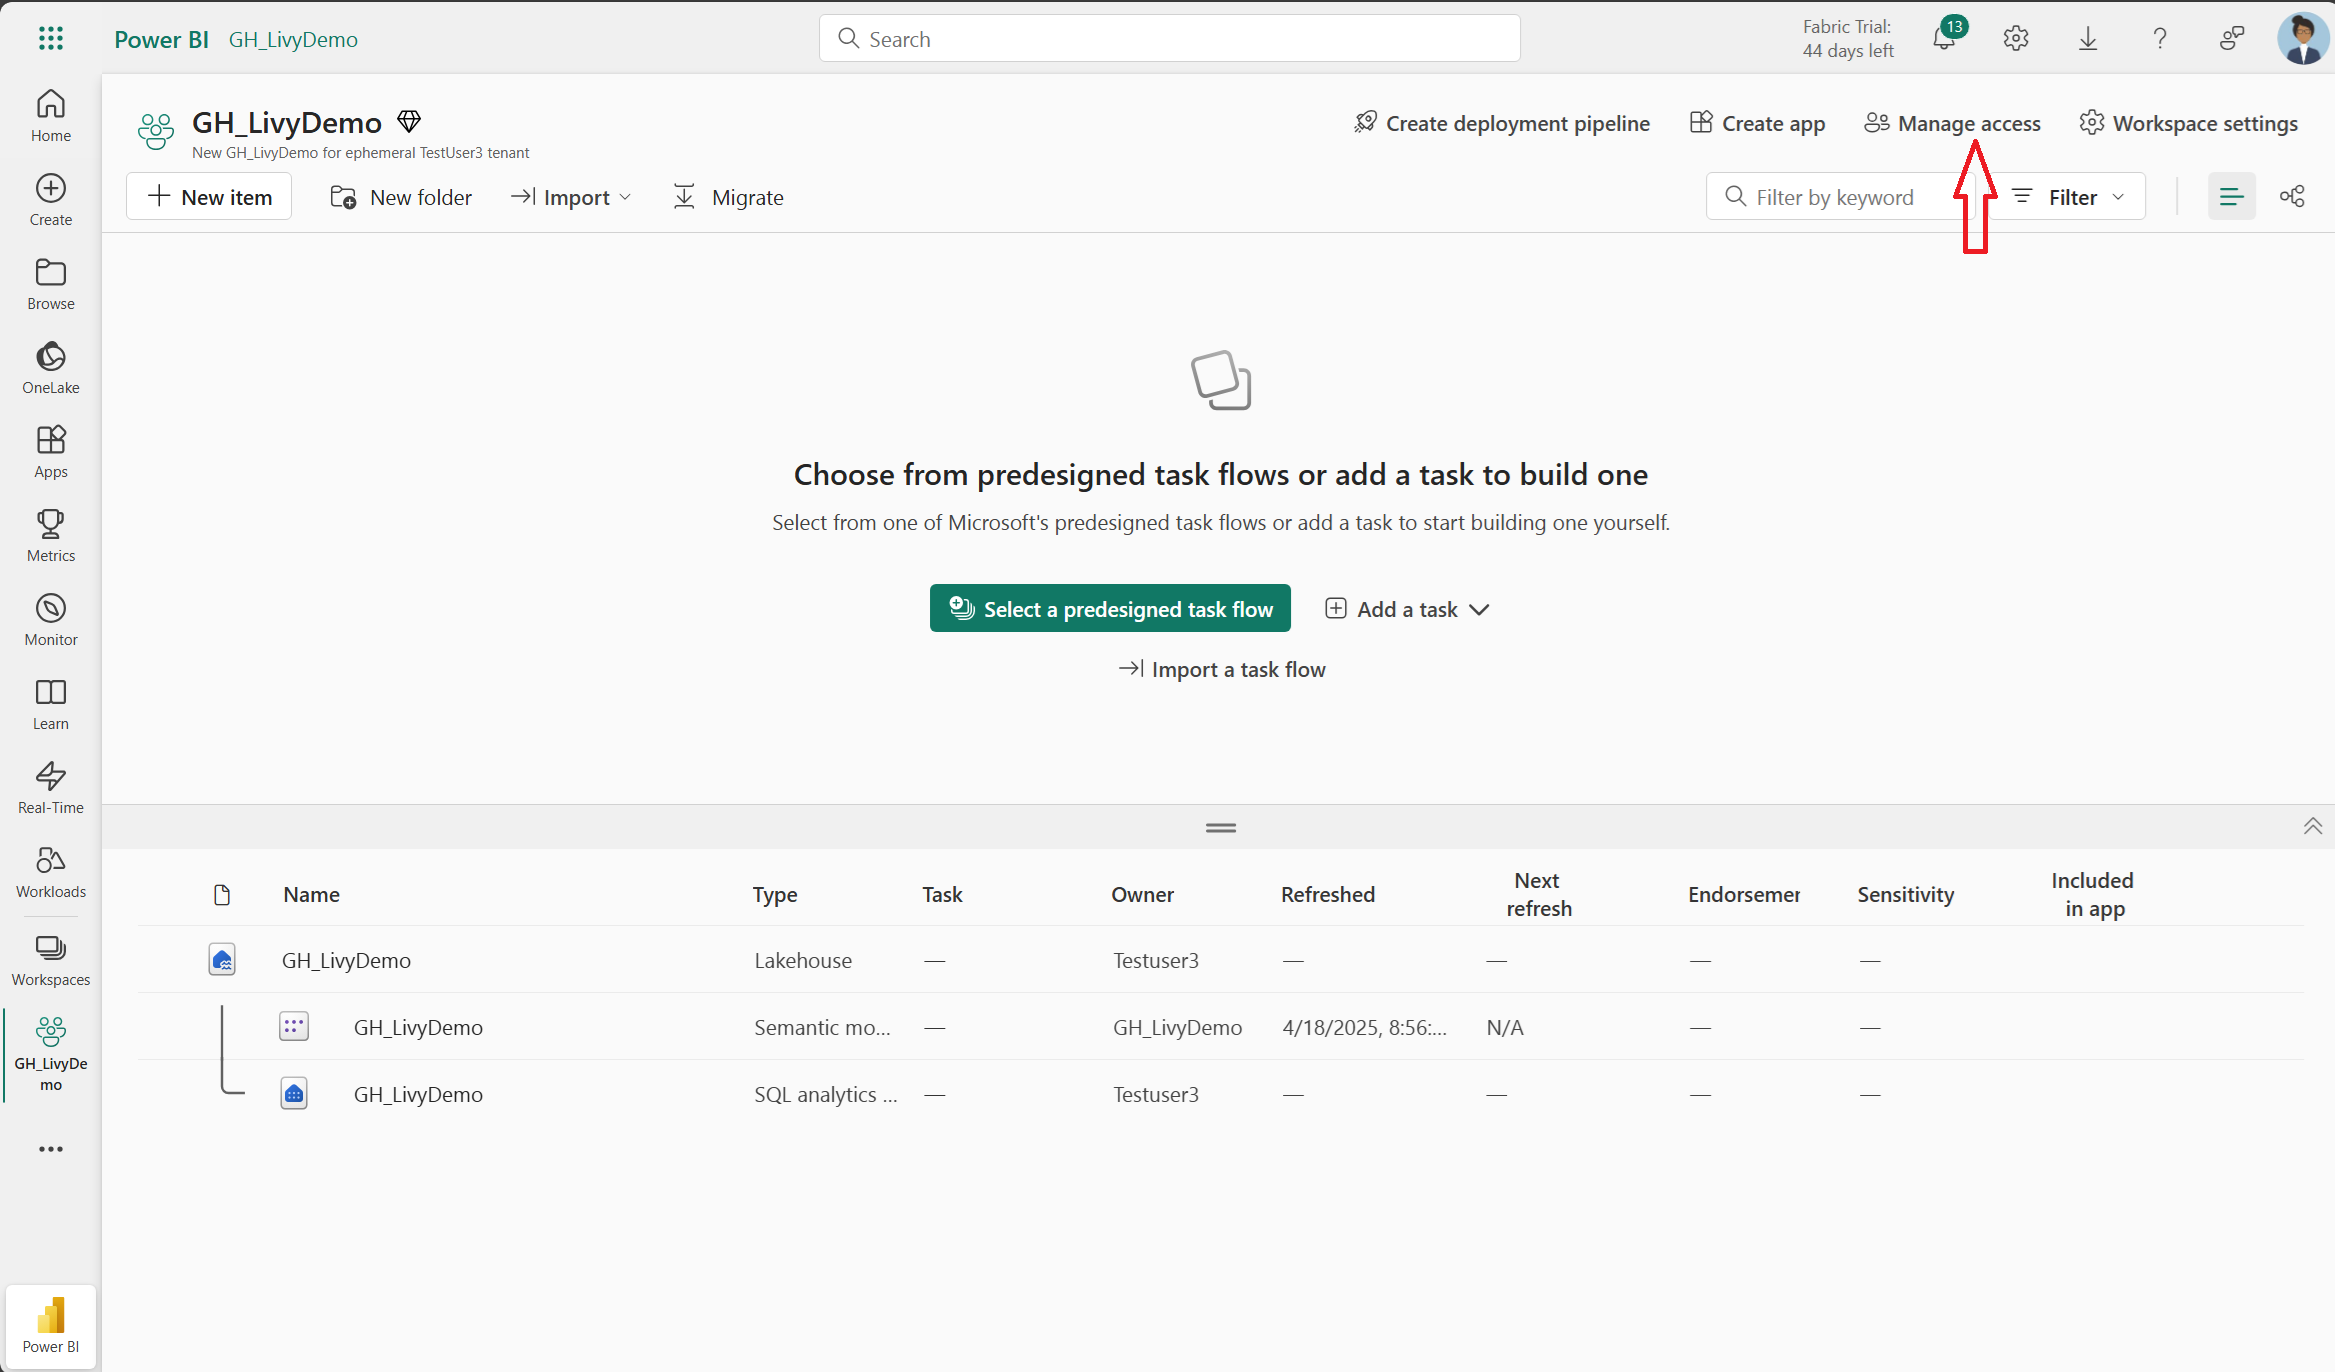 Power BI GH_LivyDemo
Search
Fabric Trial:
44 days left
13
Home
Create
Browse
OneLake
Apps
Metrics
Monitor
Learn
Real-Time
Workloads
Workspaces
GH_LivyDe
mo
Power BI
GH_LivyDemo
New GH_LivyDemo for ephemeral TestUser3 tenant
Create deployment pipeline
Create app
Manage access
Workspace settings
New item
New folder
Import
Migrate
Filter by keyword
Filter
Choose from predesigned task flows or add a task to build one
Select from one of Microsoft's predesigned task flows or add a task to start building one yourself.
Select a predesigned task flow
Add a task
Import a task flow
Name Type Task Owner Refreshed Next refresh Endorsemer Sensitivity Included in app
GH_LivyDemo Lakehouse — Testuser3 — — — —
GH_LivyDemo Semantic mo... — GH_LivyDemo 4/18/2025, 8:56:... N/A — —
GH_LivyDemo SQL analytics ... — Testuser3 — — — —